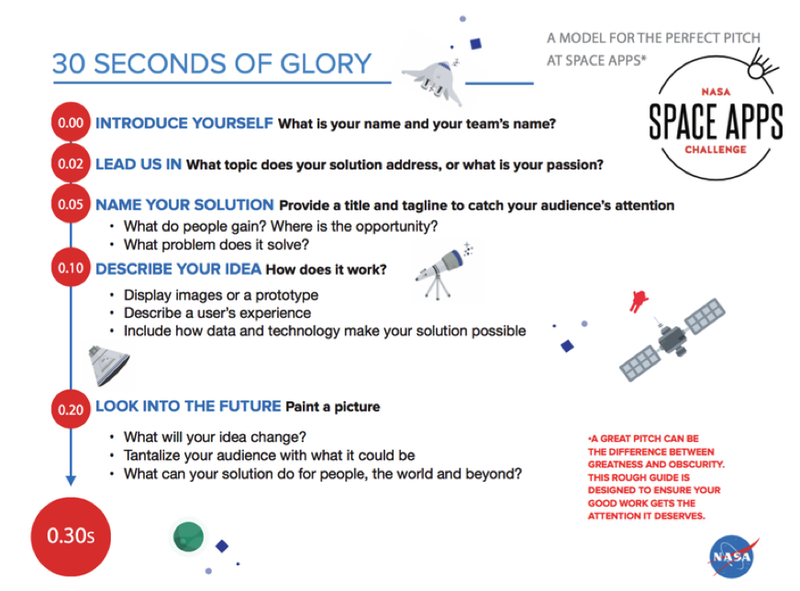 30 SECONDS OF GLORY
A MODEL FOR THE PERFECT PITCH
AT SPACE APPS*
NASA
SPACE APPS
CHALLENGE
0.00 INTRODUCE YOURSELF What is your name and your team's name?
0.02 LEAD US IN What topic does your solution address, or what is your passion?
0.05 NAME YOUR SOLUTION Provide a title and tagline to catch your audience's attention
• What do people gain? Where is the opportunity?
• What problem does it solve?
0.10 DESCRIBE YOUR IDEA How does it work?
• Display images or a prototype
• Describe a user's experience
• Include how data and technology make your solution possible
0.20 LOOK INTO THE FUTURE Paint a picture
• What will your idea change?
• Tantalize your audience with what it could be
• What can your solution do for people, the world and beyond?
0.30s
*A GREAT PITCH CAN BE
THE DIFFERENCE BETWEEN
GREATNESS AND OBSCURITY.
THIS ROUGH GUIDE IS
DESIGNED TO ENSURE YOUR
GOOD WORK GETS THE
ATTENTION IT DESERVES.
NASA